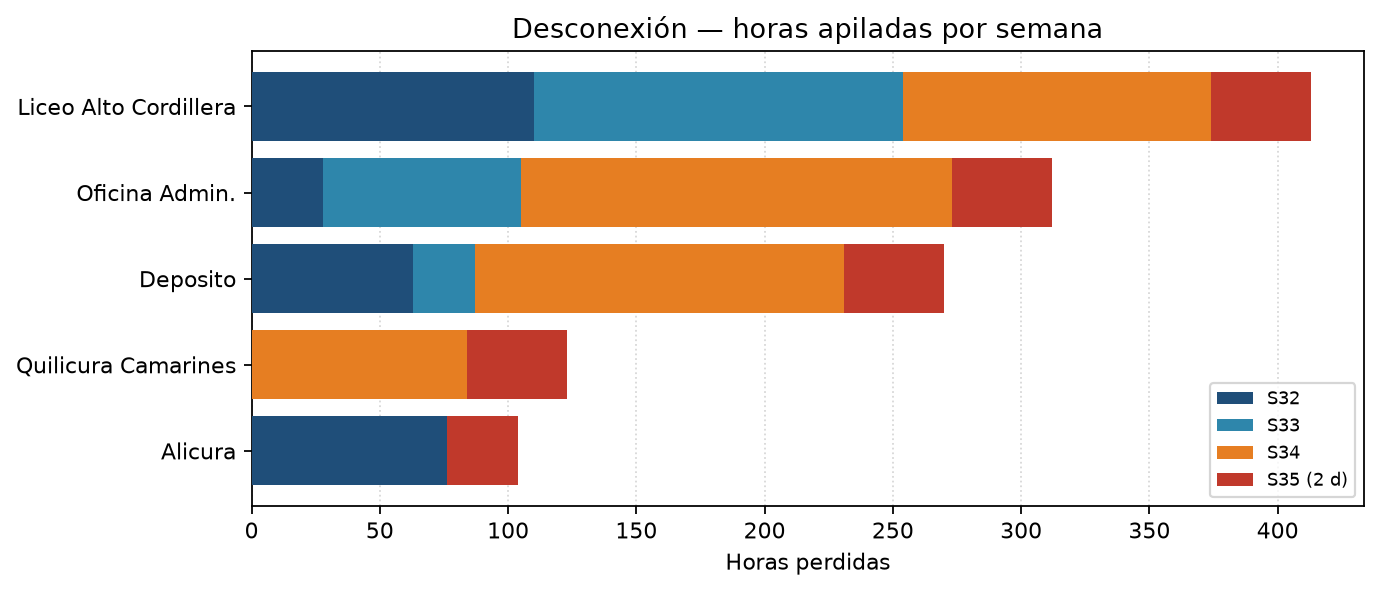 Desconexión — horas apiladas por semana
Liceo Alto Cordillera
Oficina Admin.
Deposito
Quilicura Camarines
Alicura
S32
S33
S34
S35 (2 d)
0 50 100 150 200 250 300 350 400
Horas perdidas